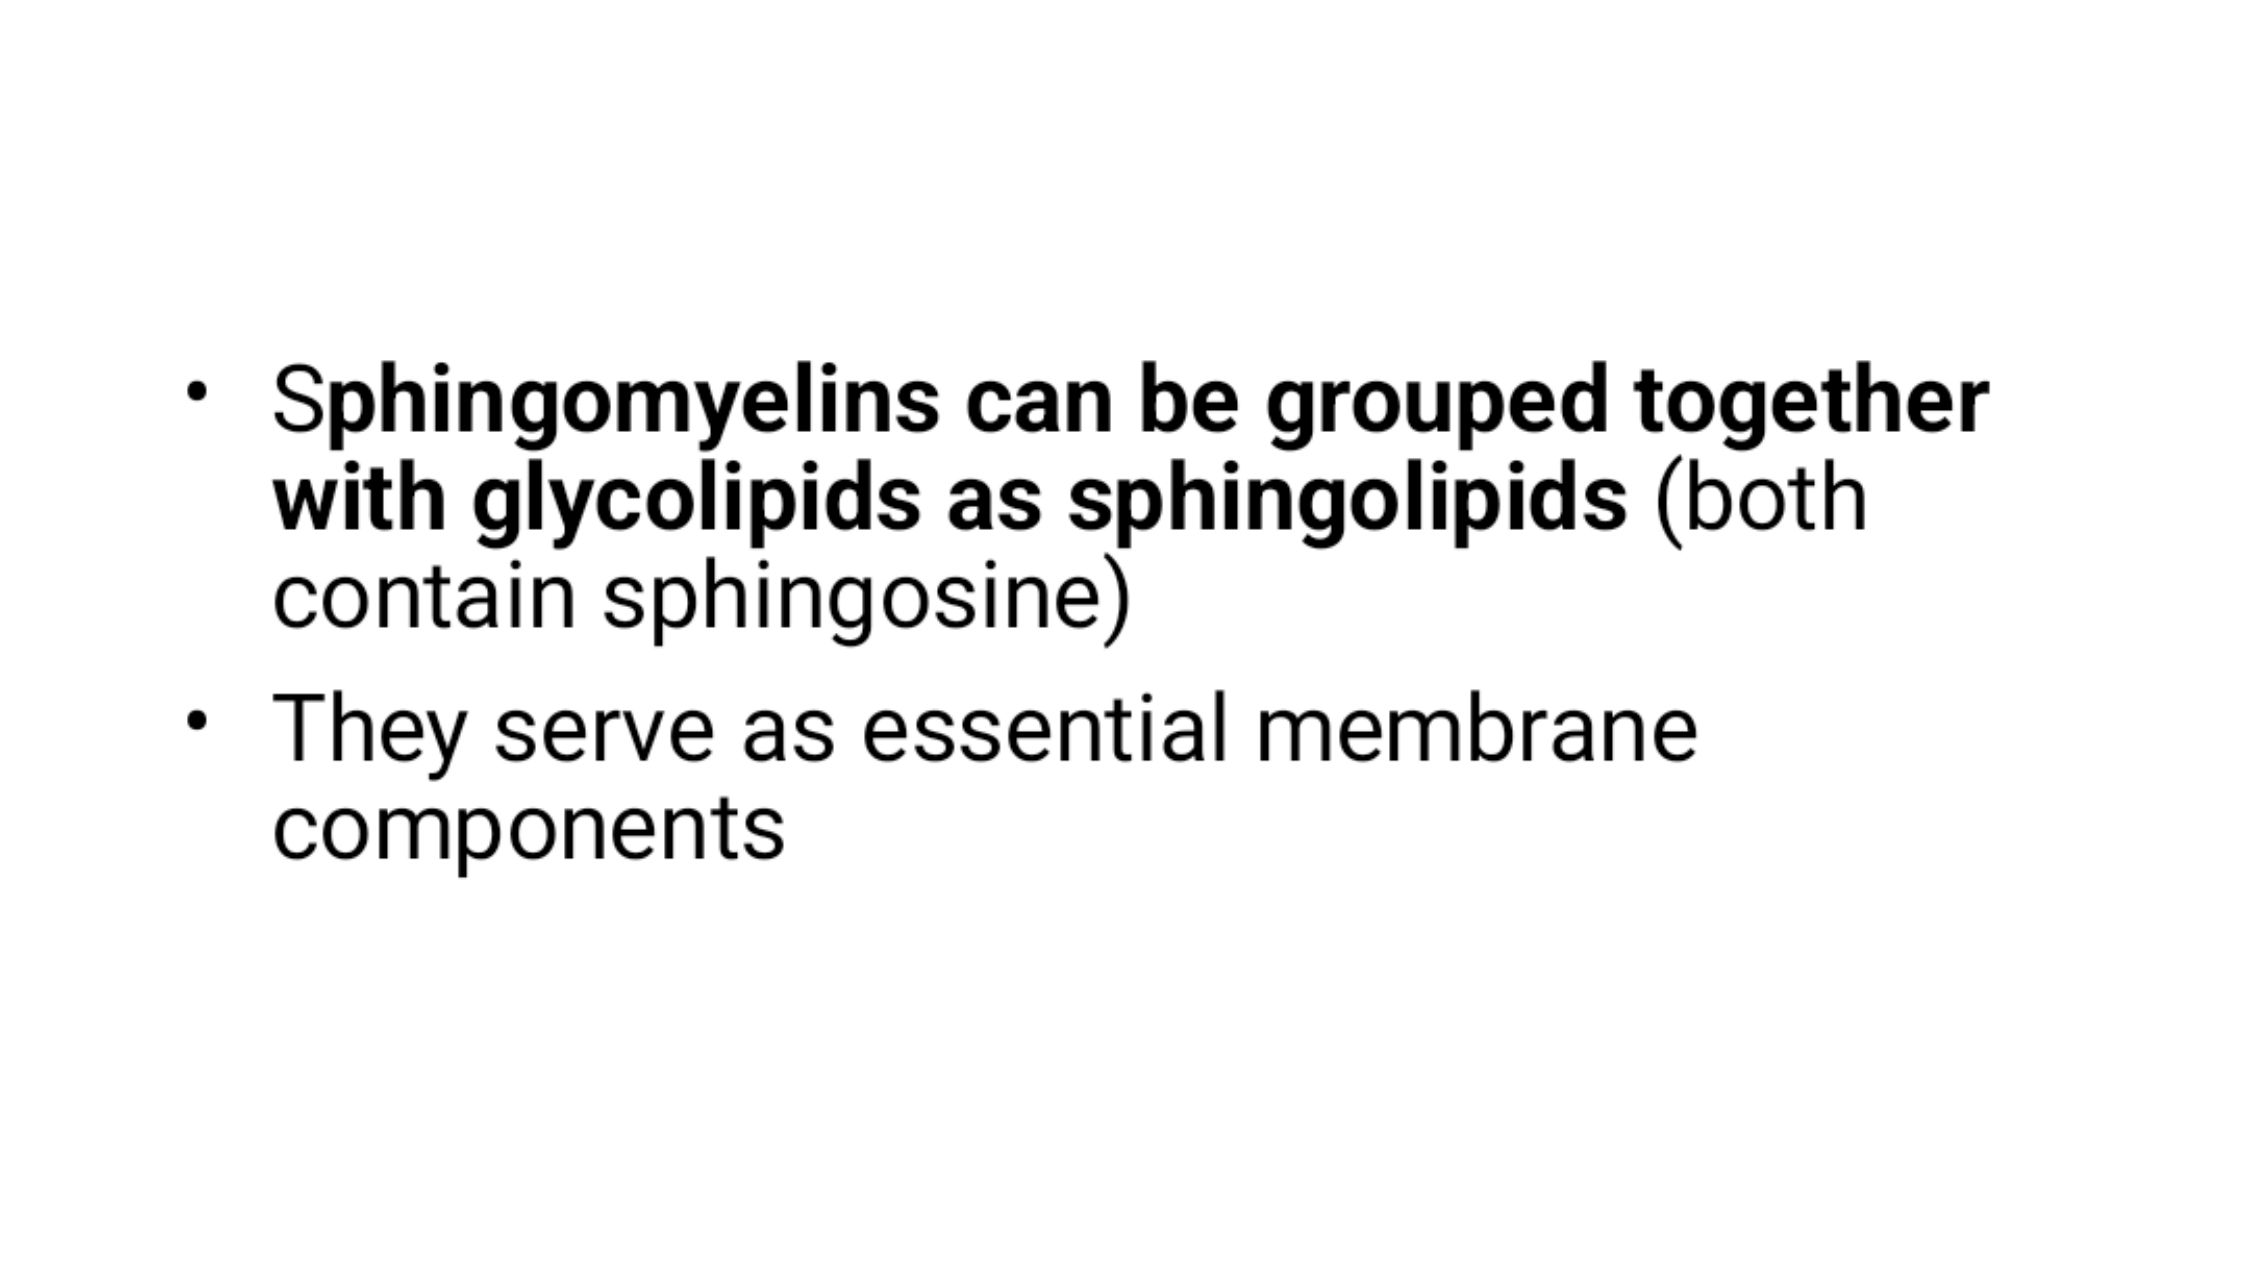 • Sphingomyelins can be grouped together
with glycolipids as sphingolipids (both
contain sphingosine)
• They serve as essential membrane
components